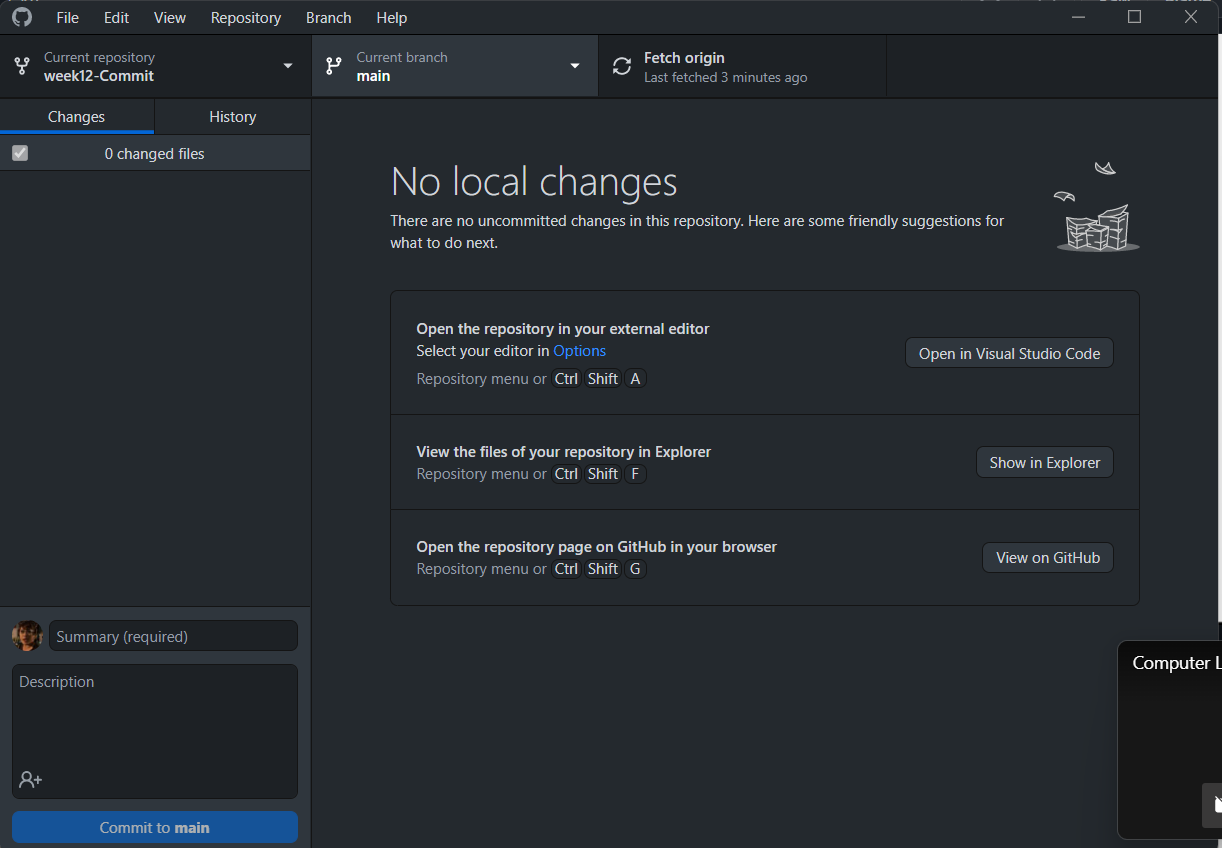 File Edit View Repository Branch Help
Current repository
week12-Commit
Current branch
main
Fetch origin
Last fetched 3 minutes ago
Changes
History
0 changed files
No local changes
There are no uncommitted changes in this repository. Here are some friendly suggestions for
what to do next.
Open the repository in your external editor
Select your editor in Options
Repository menu or Ctrl Shift A
Open in Visual Studio Code
View the files of your repository in Explorer
Repository menu or Ctrl Shift F
Show in Explorer
Open the repository page on GitHub in your browser
Repository menu or Ctrl Shift G
View on GitHub
Summary (required)
Description
Commit to main
Computer L